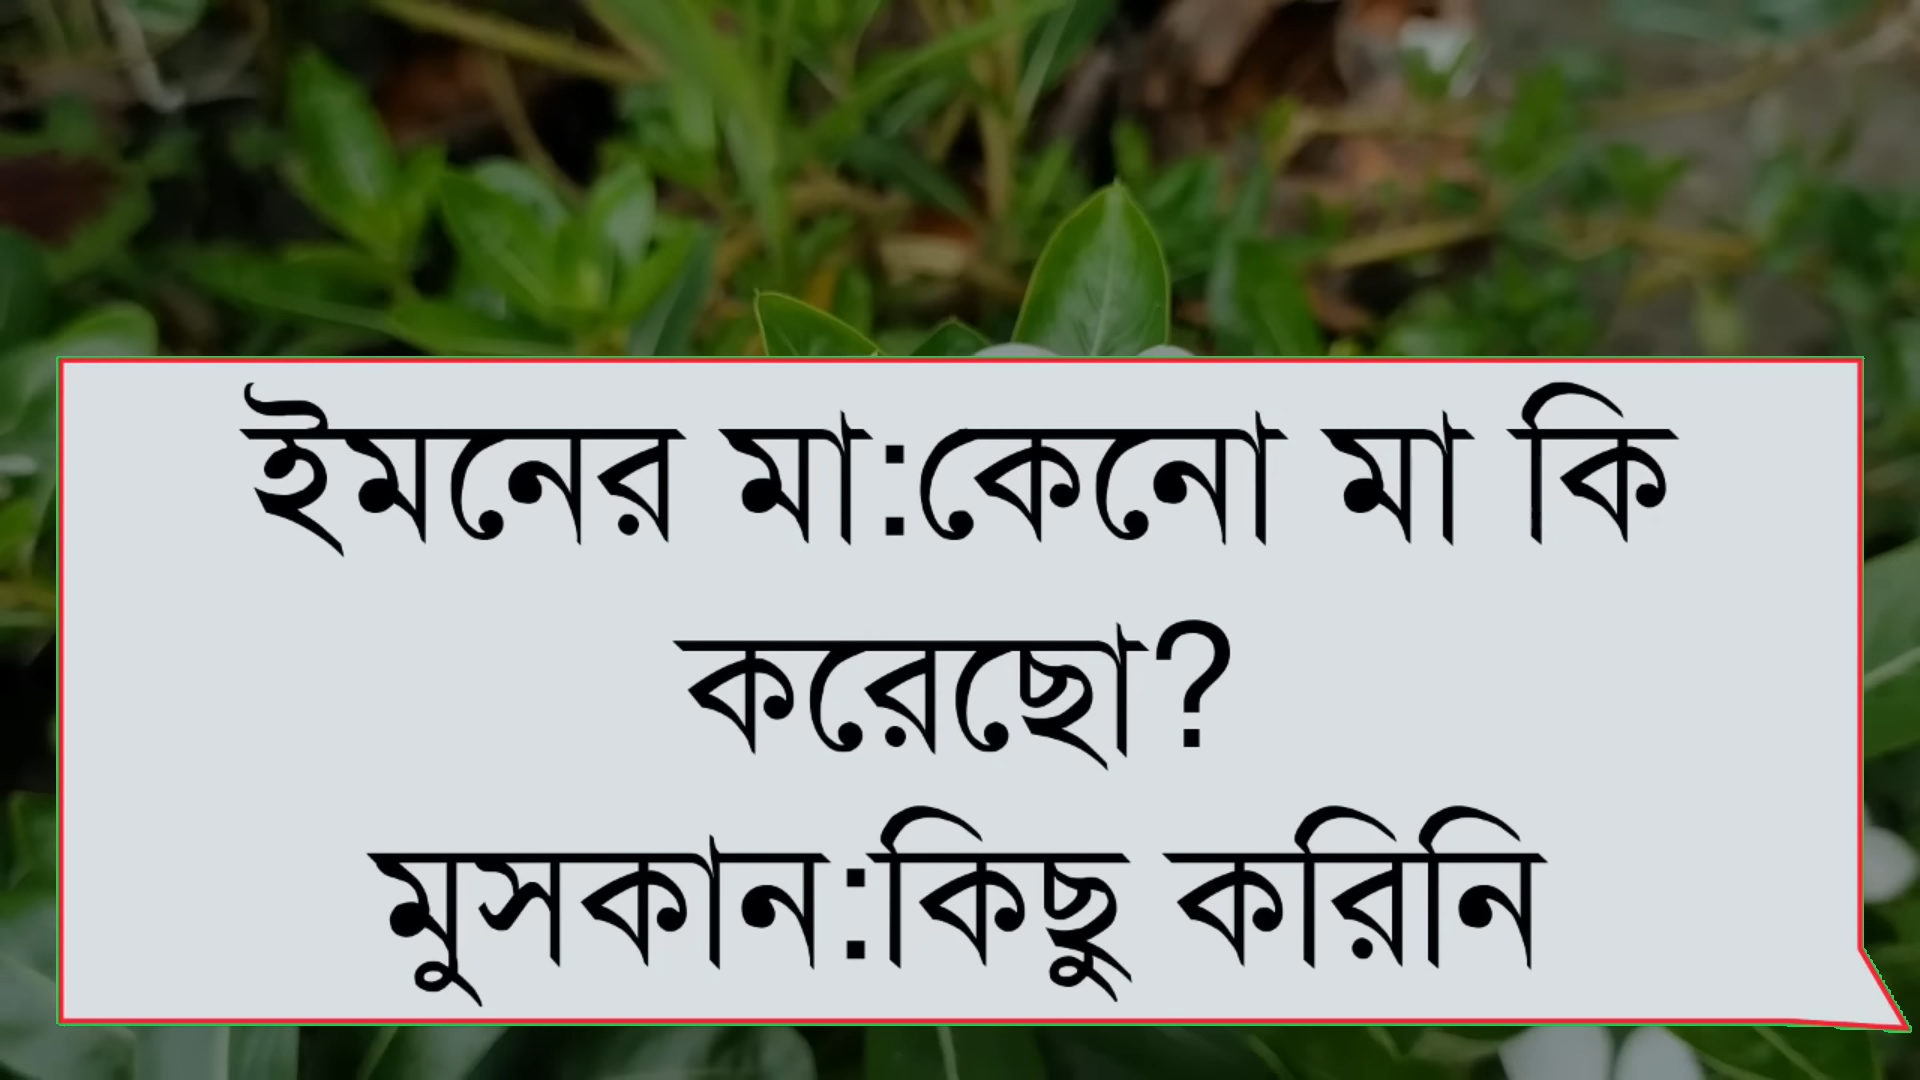 ইমনের মা:কেনো মা কি
করেছো?
মুসকান:কিছু করিনি